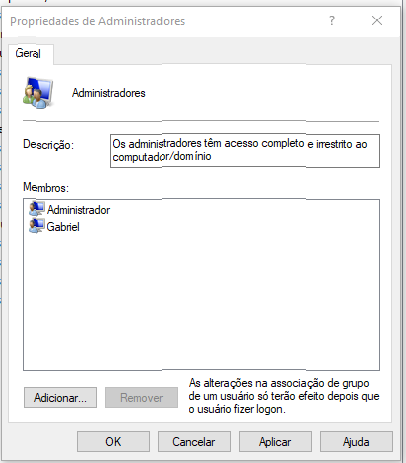 Propriedades de Administradores
Geral
Administradores
Descrição:
Os administradores têm acesso completo e irrestrito ao
computador/domínio
Membros:
Administrador
Gabriel
Adicionar...
Remover
As alterações na associação de grupo
de um usuário só terão efeito depois que
o usuário fizer logon.
OK
Cancelar
Aplicar
Ajuda